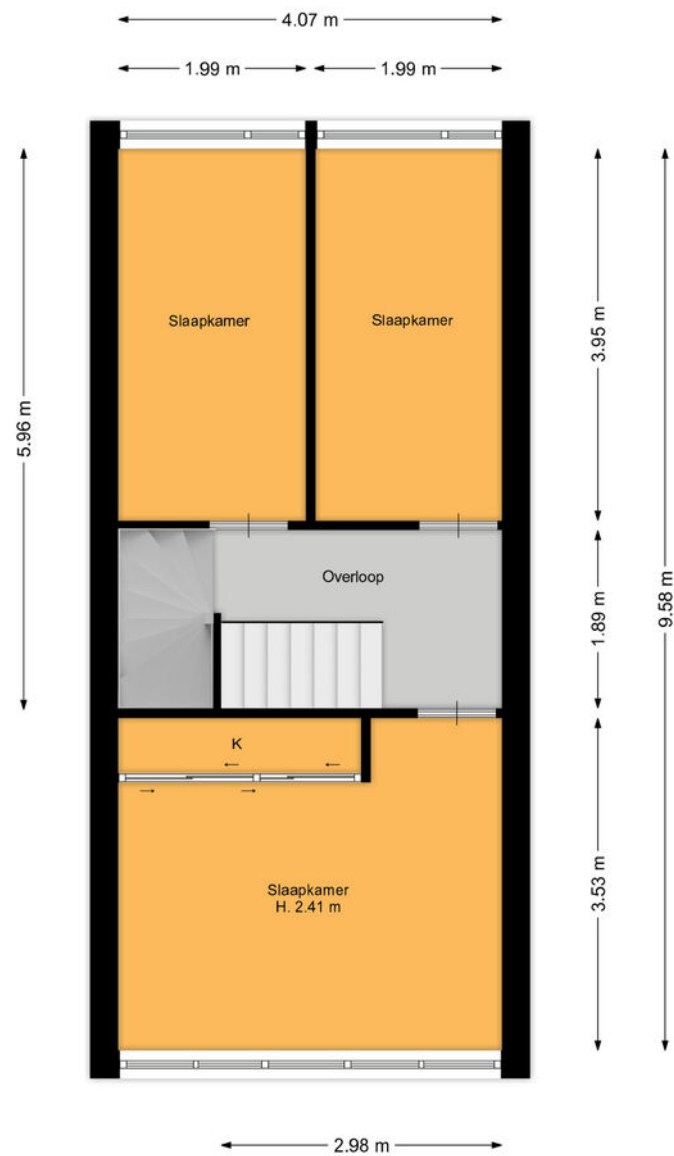 4.07 m
1.99 m
1.99 m
Slaapkamer
Slaapkamer
3.95 m
5.96 m
Overloop
1.89 m
9.58 m
K
Slaapkamer
H. 2.41 m
3.53 m
2.98 m